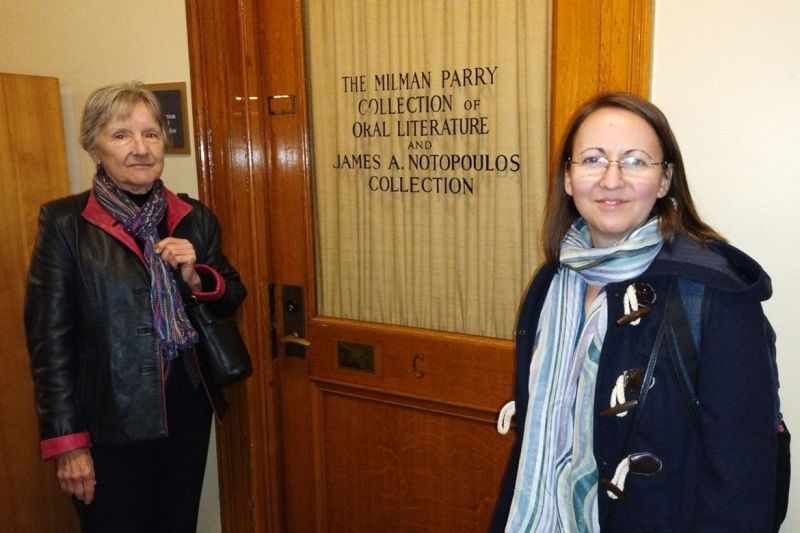 THE MILMAN PARRY
COLLECTION OF
ORAL LITERATURE
AND
JAMES A. NOTOPOULOS
COLLECTION
C